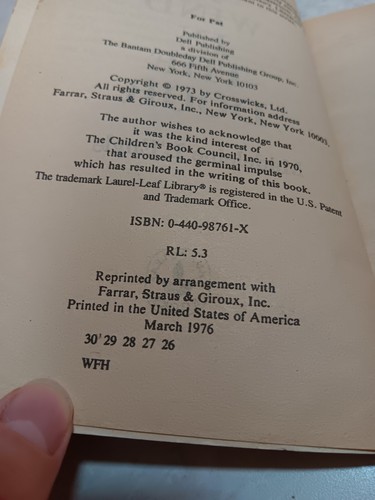 For Pat
Published by
Dell Publishing
a division of
The Bantam Doubleday Dell Publishing Group, Inc.
666 Fifth Avenue
New York, New York 10103
Copyright © 1973 by Crosswicks, Ltd.
All rights reserved. For information address
Farrar, Straus & Giroux, Inc., New York, New York 10003.
The author wishes to acknowledge that
it was the kind interest of
The Children's Book Council, Inc. in 1970,
that aroused the germinal impulse
which has resulted in the writing of this book.
The trademark Laurel-Leaf Library® is registered in the U.S. Patent
and Trademark Office.
ISBN: 0-440-98761-X
RL: 5.3
Reprinted by arrangement with
Farrar, Straus & Giroux, Inc.
Printed in the United States of America
March 1976
30 29 28 27 26
WFH